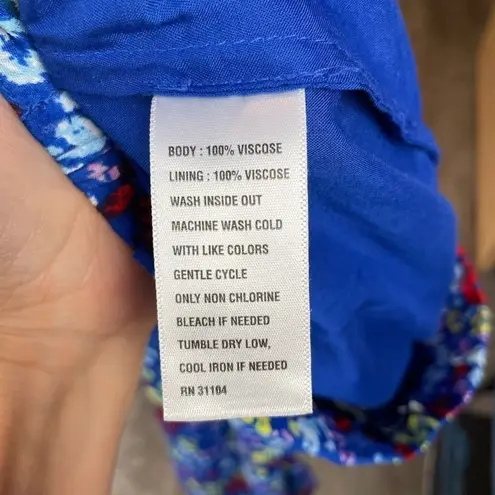 BODY : 100% VISCOSE
LINING : 100% VISCOSE
WASH INSIDE OUT
MACHINE WASH COLD
WITH LIKE COLORS
GENTLE CYCLE
ONLY NON CHLORINE
BLEACH IF NEEDED
TUMBLE DRY LOW,
COOL IRON IF NEEDED
RN 31104